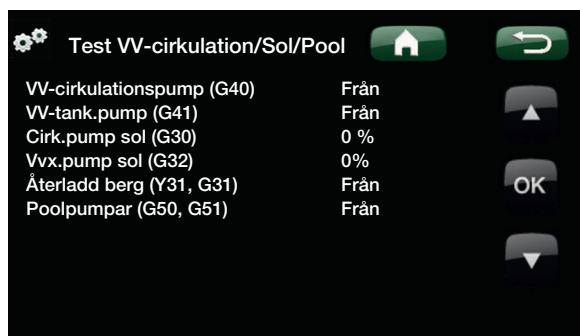 Test VV-cirkulation/Sol/Pool
VV-cirkulationspump (G40) Från
VV-tank.pump (G41) Från
Cirk.pump sol (G30) 0 %
Vvx.pump sol (G32) 0%
Återladd berg (Y31, G31) Från
OK
Poolpumpar (G50, G51) Från